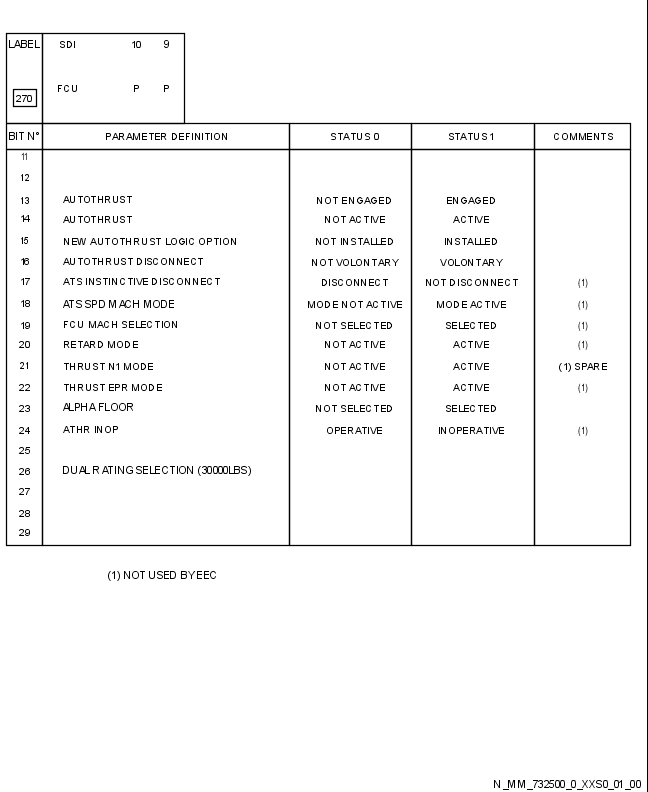 LABEL SDI 10 9
270 FCU P P
BIT N° PARAMETER DEFINITION STATUS 0 STATUS 1 COMMENTS
11
12
13 AUTOTHRUST NOT ENGAGED ENGAGED
14 AUTOTHRUST NOT ACTIVE ACTIVE
15 NEW AUTOTHRUST LOGIC OPTION NOT INSTALLED INSTALLED
16 AUTOTHRUST DISCONNECT NOT VOLONTARY VOLONTARY
17 ATS INSTINCTIVE DISCONNECT DISCONNECT NOT DISCONNECT (1)
18 ATS SPD MACH MODE MODE NOT ACTIVE MODE ACTIVE (1)
19 FCU MACH SELECTION NOT SELECTED SELECTED (1)
20 RETARD MODE NOT ACTIVE ACTIVE (1)
21 THRUST N1 MODE NOT ACTIVE ACTIVE (1) SPARE
22 THRUST EPR MODE NOT ACTIVE ACTIVE (1)
23 ALPHA FLOOR NOT SELECTED SELECTED
24 ATHR INOP OPERATIVE INOPERATIVE (1)
25
26 DUAL RATING SELECTION (30000LBS)
27
28
29
(1) NOT USED BY EEC
N_MM_732500_0_XXS0_01_00